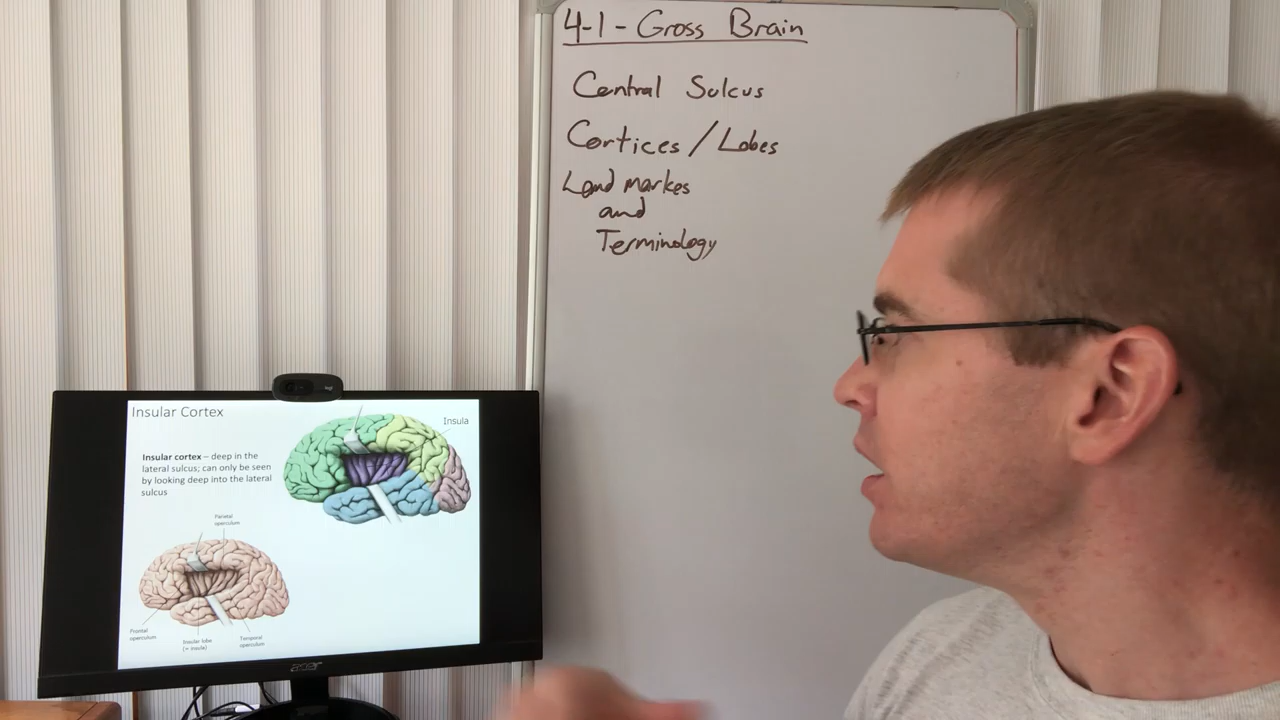 4-1 - Gross Brain
Central Sulcus
Cortices / Lobes
Land markes
and
Terminology
Insular Cortex
Insula
Insular cortex – deep in the
lateral sulcus; can only be seen
by looking deep into the lateral
sulcus
Parietal
operculum
Frontal
operculum
Insular lobe
(= insula)
Temporal
operculum
acer